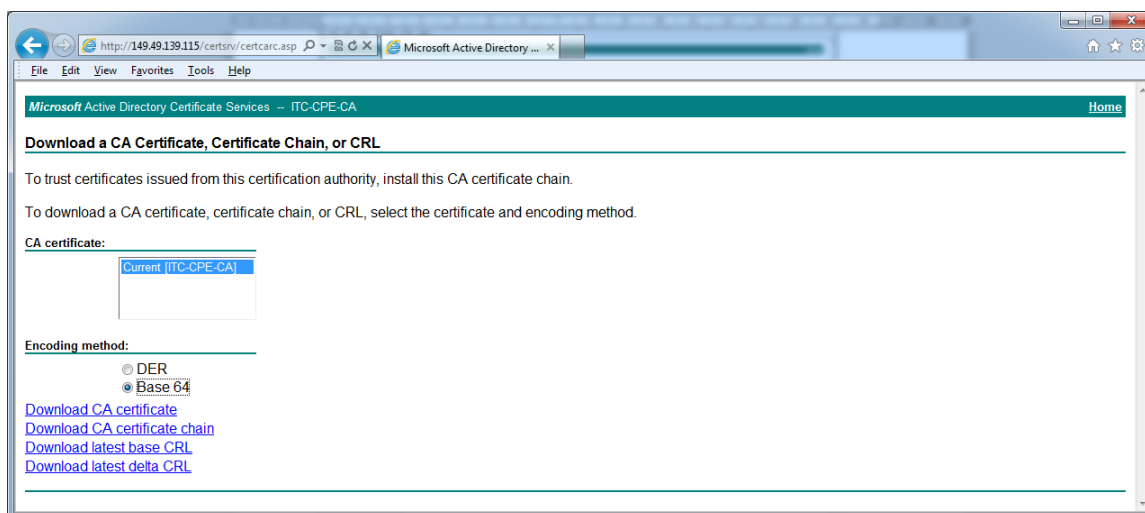 http://149.49.139.115/certsrv/certcarc.asp
Microsoft Active Directory ...
File Edit View Favorites Tools Help
Microsoft Active Directory Certificate Services -- ITC-CPE-CA Home
Download a CA Certificate, Certificate Chain, or CRL
To trust certificates issued from this certification authority, install this CA certificate chain.
To download a CA certificate, certificate chain, or CRL, select the certificate and encoding method.
CA certificate:
Current [ITC-CPE-CA]
Encoding method:
DER
Base 64
Download CA certificate
Download CA certificate chain
Download latest base CRL
Download latest delta CRL